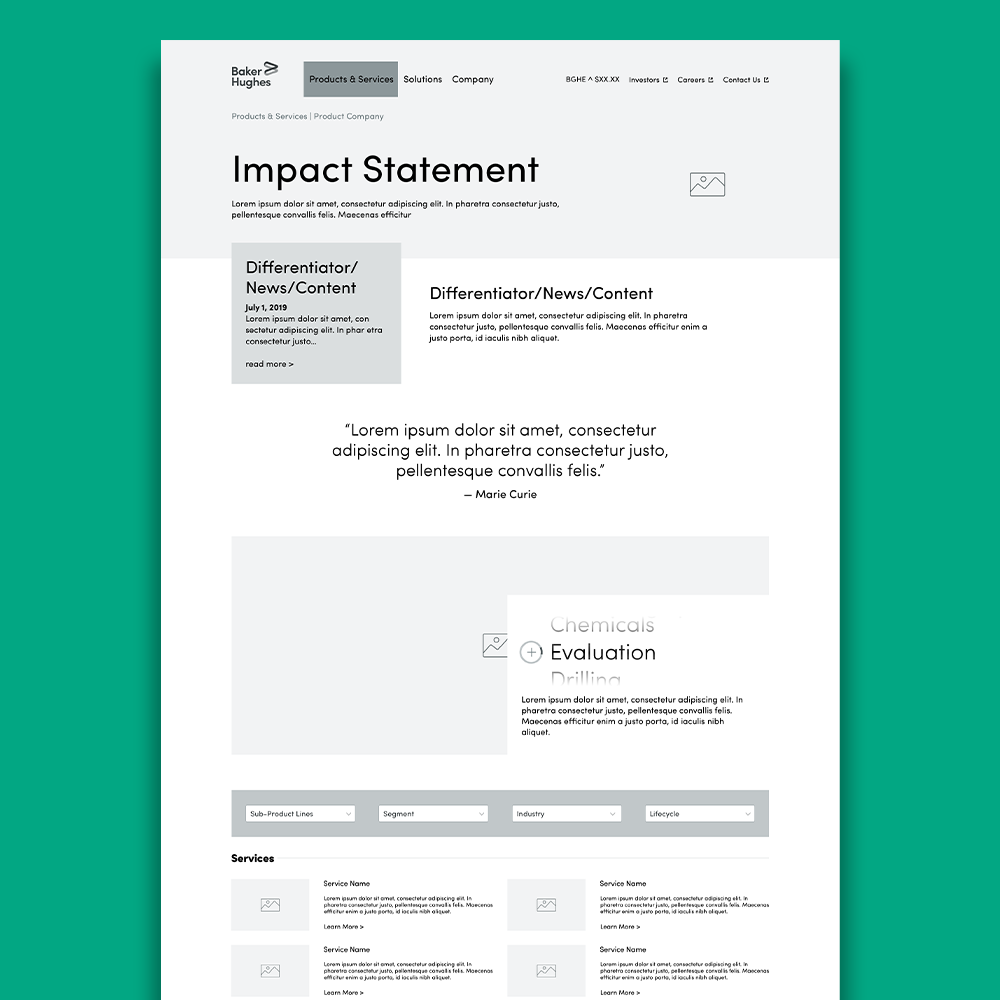 Baker
Hughes
Products & Services Solutions Company
BGHE ^ $XX.XX Investors Careers Contact Us
Products & Services | Product Company
Impact Statement
Lorem ipsum dolor sit amet, consectetur adipiscing elit. In pharetra consectetur justo,
pellentesque convallis felis. Maecenas efficitur
Differentiator/
News/Content
July 1, 2019
Lorem ipsum dolor sit amet, con
sectetur adipiscing elit. In phar etra
consectetur justo...
read more >
Differentiator/News/Content
Lorem ipsum dolor sit amet, consectetur adipiscing elit. In pharetra
consectetur justo, pellentesque convallis felis. Maecenas efficitur enim a
justo porta, id iaculis nibh aliquet.
“Lorem ipsum dolor sit amet, consectetur
adipiscing elit. In pharetra consectetur justo,
pellentesque convallis felis.”
— Marie Curie
Chemicals
Evaluation
Drilling
Lorem ipsum dolor sit amet, consectetur adipiscing elit. In
pharetra consectetur justo, pellentesque convallis felis.
Maecenas efficitur enim a justo porta, id iaculis nibh
aliquet.
Sub-Product Lines Segment Industry Lifecycle
Services
Service Name
Lorem ipsum dolor sit amet, consectetur adipiscing elit. In
pharetra consectetur justo, pellentesque convallis felis. Maecenas
efficitur enim a justo porta, id iaculis nibh aliquet.
Learn More >
Service Name
Lorem ipsum dolor sit amet, consectetur adipiscing elit. In
pharetra consectetur justo, pellentesque convallis felis. Maecenas
efficitur enim a justo porta, id iaculis nibh aliquet.
Learn More >
Service Name
Lorem ipsum dolor sit amet, consectetur adipiscing elit. In
pharetra consectetur justo, pellentesque convallis felis. Maecenas
efficitur enim a justo porta, id iaculis nibh aliquet.
Learn More >
Service Name
Lorem ipsum dolor sit amet, consectetur adipiscing elit. In
pharetra consectetur justo, pellentesque convallis felis. Maecenas
efficitur enim a justo porta, id iaculis nibh aliquet.
Learn More >